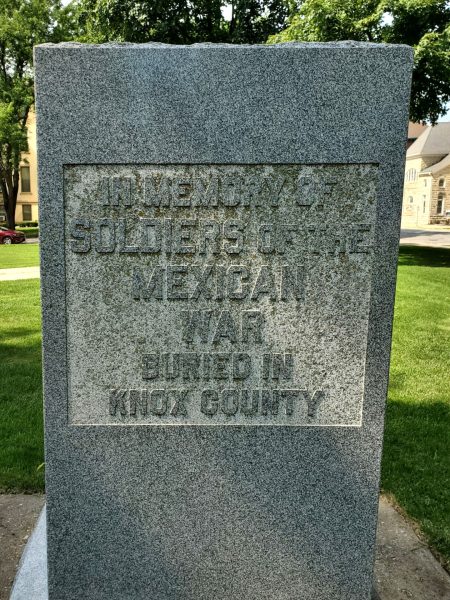 IN MEMORY OF
SOLDIERS OF THE
MEXICAN
WAR
BURIED IN
KNOX COUNTY